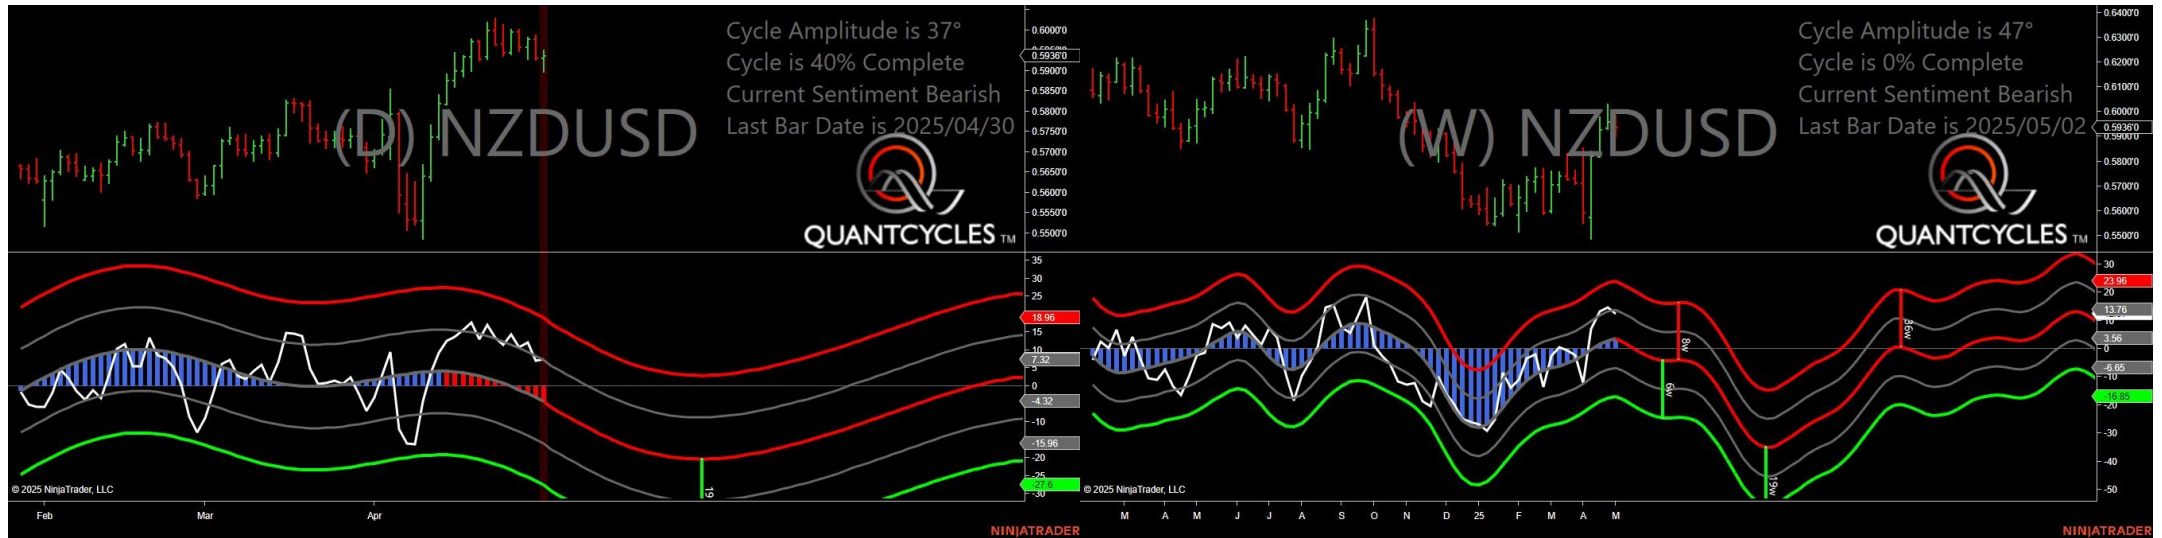 Cycle Amplitude is 37°
Cycle is 40% Complete
Current Sentiment Bearish
Last Bar Date is 2025/04/30
(D) NZDUSD
QUANTCYCLES TM
0.6000'0
0.5936'0
0.5900'0
0.5850'0
0.5800'0
0.5750'0
0.5700'0
0.5650'0
0.5600'0
0.5550'0
0.5500'0
35
30
25
18.96
15
10
7.32
5
0
-4.32
-10
-15.96
-20
-25
-27.6
-30
19
© 2025 NinjaTrader, LLC
Feb
Mar
Apr
NINJATRADER
Cycle Amplitude is 47°
Cycle is 0% Complete
Current Sentiment Bearish
Last Bar Date is 2025/05/02
(W) NZDUSD
QUANTCYCLES TM
0.6400'0
0.6300'0
0.6200'0
0.6100'0
0.6000'0
0.5936'0
0.5900'0
0.5800'0
0.5700'0
0.5600'0
0.5500'0
30
23.96
20
13.76
10
3.56
0
-6.65
-10
-16.85
-20
-30
-40
-50
8w
6w
19w
36w
© 2025 NinjaTrader, LLC
M
A
M
J
J
A
S
O
N
D
25
F
M
A
M
NINJATRADER